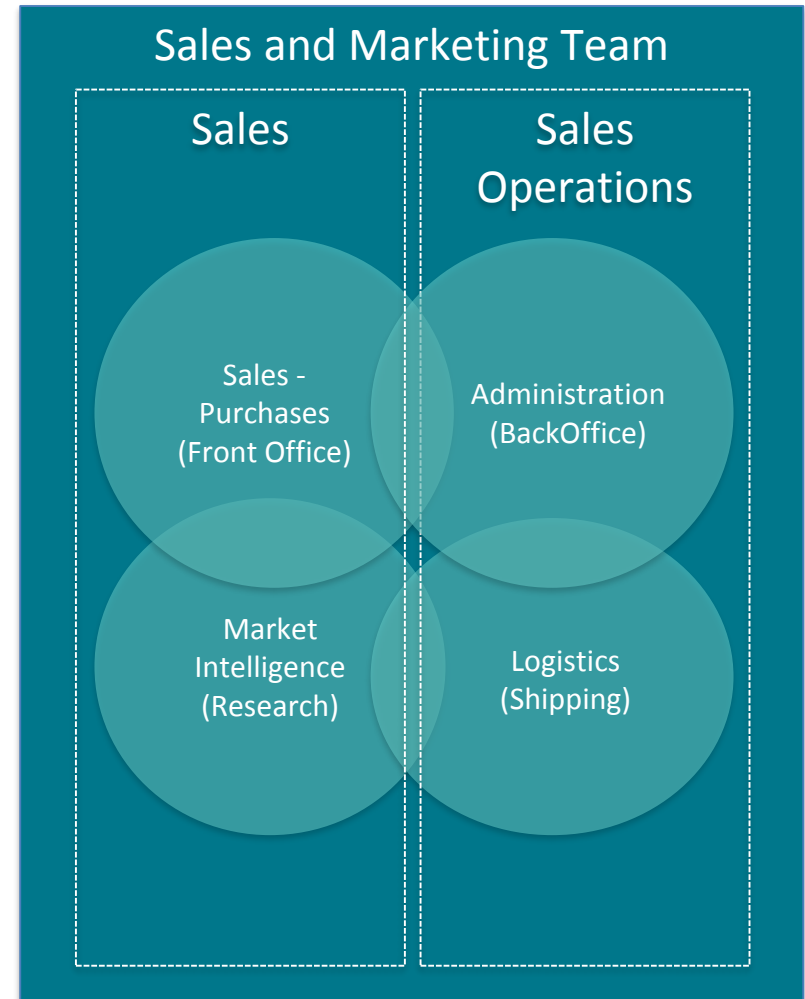 Sales and Marketing Team
Sales
Sales
Operations
Sales -
Purchases
(Front Office)
Administration
(BackOffice)
Market
Intelligence
(Research)
Logistics
(Shipping)